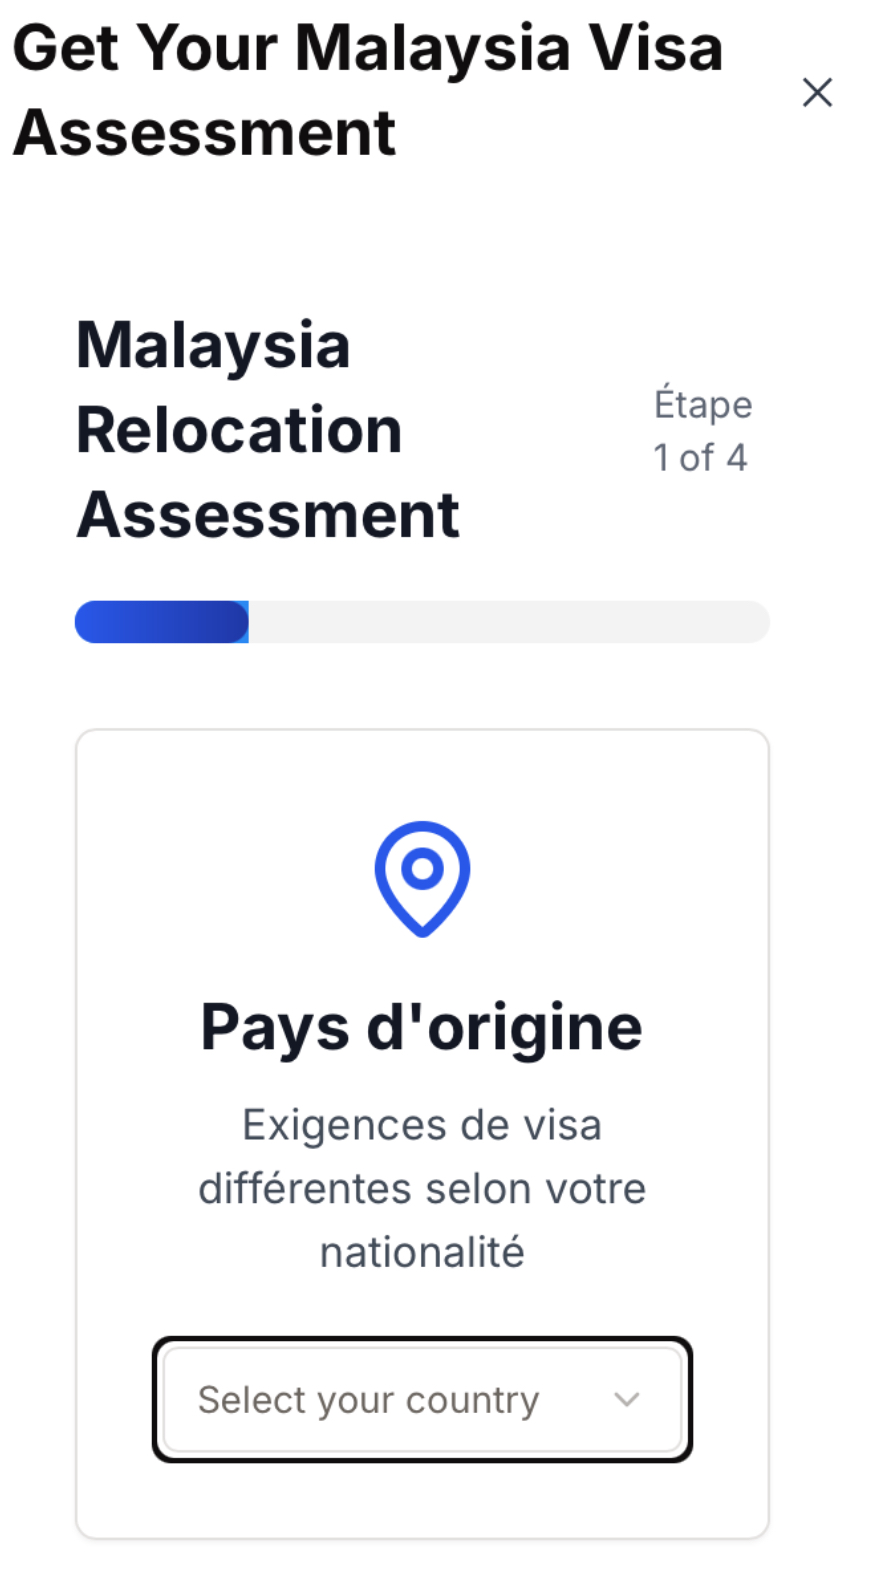 Get Your Malaysia Visa
Assessment
Malaysia
Relocation
Assessment
Étape
1 of 4
Pays d'origine
Exigences de visa
différentes selon votre
nationalité
Select your country